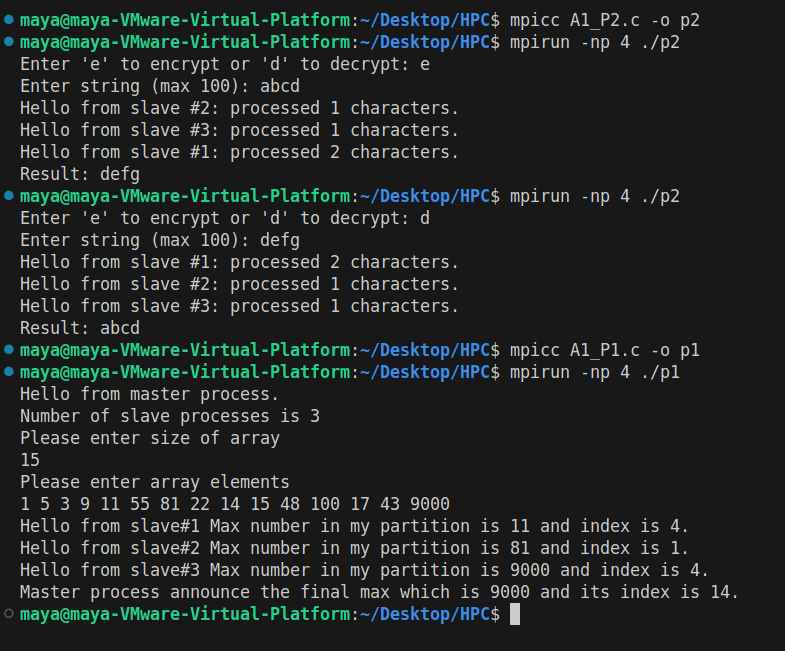 maya@maya-VMware-Virtual-Platform:~/Desktop/HPC$ mpicc A1_P2.c -o p2
maya@maya-VMware-Virtual-Platform:~/Desktop/HPC$ mpirun -np 4 ./p2
Enter 'e' to encrypt or 'd' to decrypt: e
Enter string (max 100): abcd
Hello from slave #2: processed 1 characters.
Hello from slave #3: processed 1 characters.
Hello from slave #1: processed 2 characters.
Result: defg
maya@maya-VMware-Virtual-Platform:~/Desktop/HPC$ mpirun -np 4 ./p2
Enter 'e' to encrypt or 'd' to decrypt: d
Enter string (max 100): defg
Hello from slave #1: processed 2 characters.
Hello from slave #2: processed 1 characters.
Hello from slave #3: processed 1 characters.
Result: abcd
maya@maya-VMware-Virtual-Platform:~/Desktop/HPC$ mpicc A1_P1.c -o p1
maya@maya-VMware-Virtual-Platform:~/Desktop/HPC$ mpirun -np 4 ./p1
Hello from master process.
Number of slave processes is 3
Please enter size of array
15
Please enter array elements
1 5 3 9 11 55 81 22 14 15 48 100 17 43 9000
Hello from slave#1 Max number in my partition is 11 and index is 4.
Hello from slave#2 Max number in my partition is 81 and index is 1.
Hello from slave#3 Max number in my partition is 9000 and index is 4.
Master process announce the final max which is 9000 and its index is 14.
maya@maya-VMware-Virtual-Platform:~/Desktop/HPC$